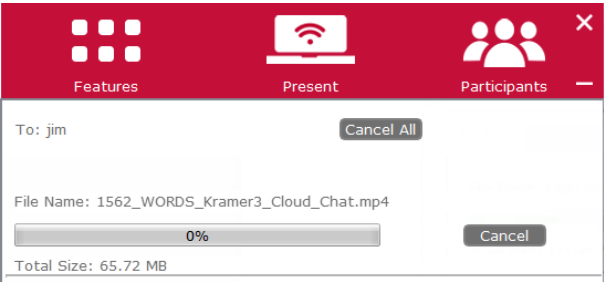 Features Present Participants
To: jim Cancel All
File Name: 1562_WORDS_Kramer3_Cloud_Chat.mp4
0% Cancel
Total Size: 65.72 MB